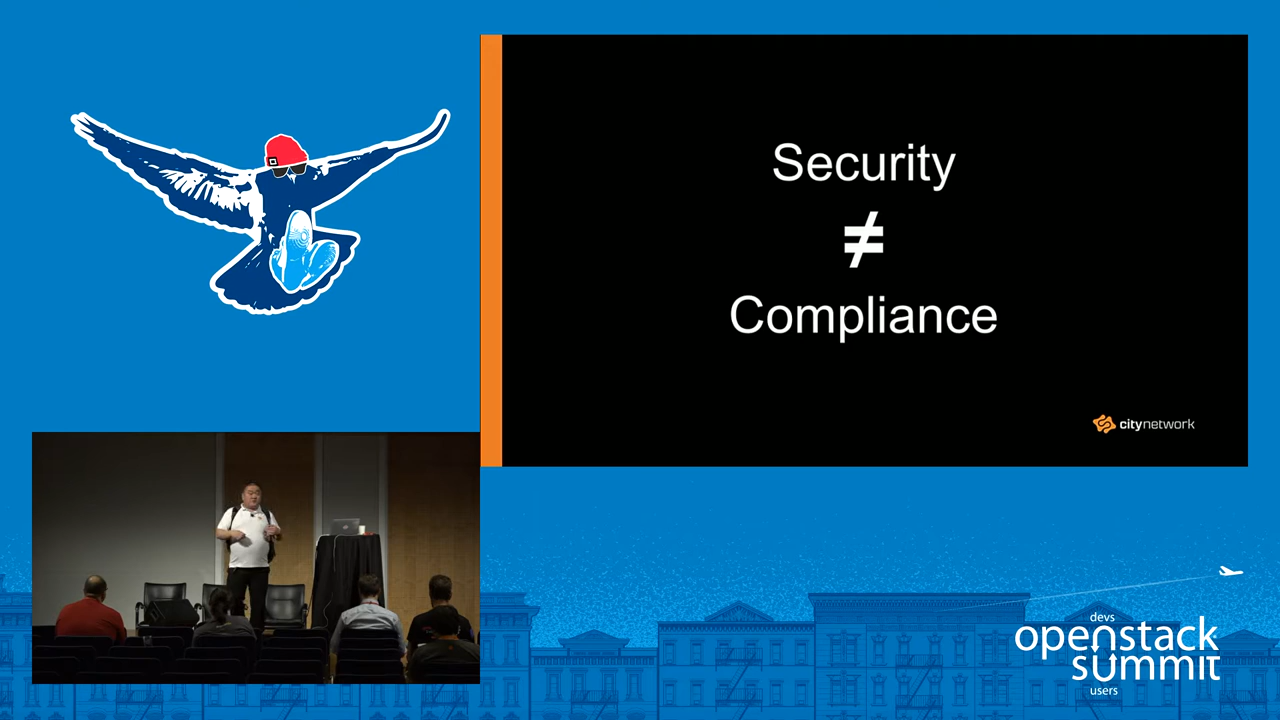 Security
≠
Compliance
citynetwork
devs
openstack
summit
users